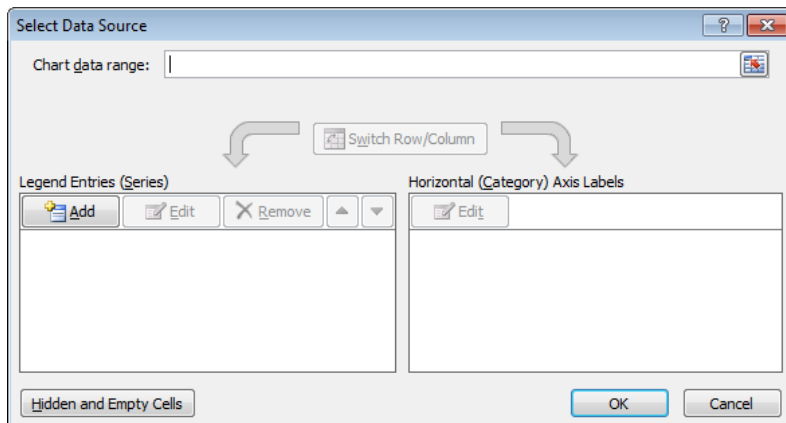 Select Data Source
?
Chart data range:
Switch Row/Column
Legend Entries (Series)
Horizontal (Category) Axis Labels
Add Edit Remove Edit
Hidden and Empty Cells OK Cancel